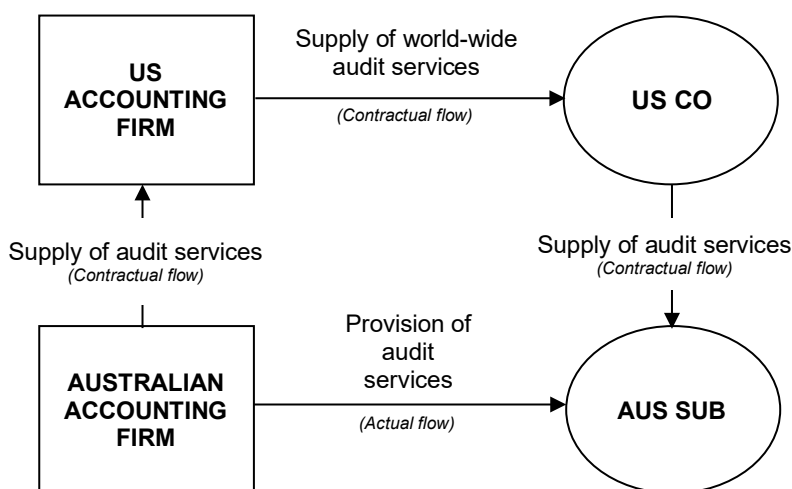 US
ACCOUNTING
FIRM
Supply of world-wide
audit services
(Contractual flow)
US CO
Supply of audit services
(Contractual flow)
Supply of audit services
(Contractual flow)
AUSTRALIAN
ACCOUNTING
FIRM
Provision of
audit
services
(Actual flow)
AUS SUB